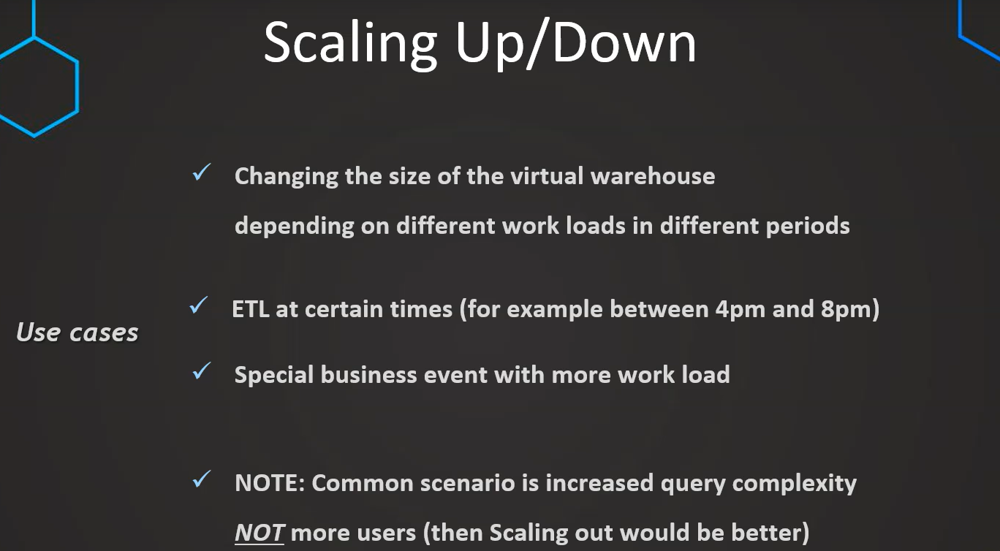 Scaling Up/Down
Changing the size of the virtual warehouse
depending on different work loads in different periods
Use cases
ETL at certain times (for example between 4pm and 8pm)
Special business event with more work load
NOTE: Common scenario is increased query complexity
NOT more users (then Scaling out would be better)